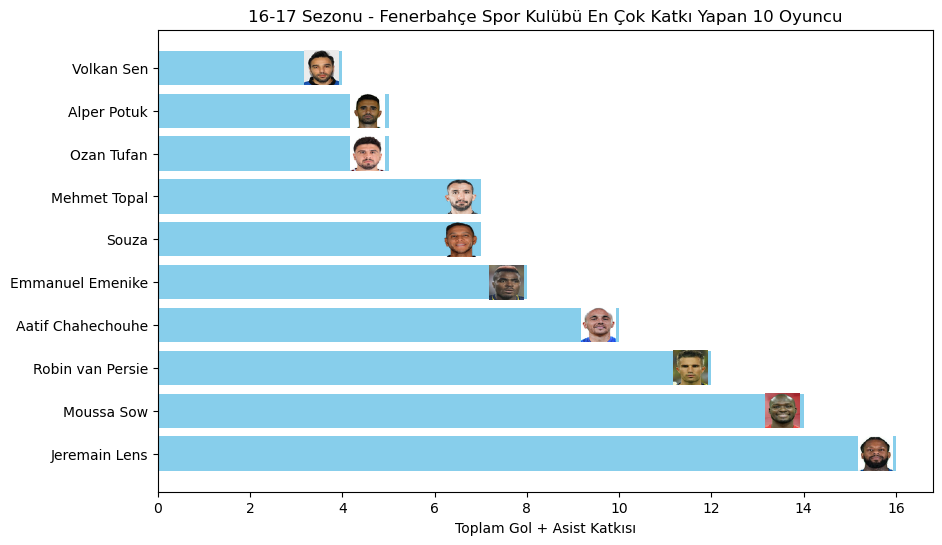 16-17 Sezonu - Fenerbahçe Spor Kulübü En Çok Katkı Yapan 10 Oyuncu
Volkan Sen
Alper Potuk
Ozan Tufan
Mehmet Topal
Souza
Emmanuel Emenike
Aatif Chahechouhe
Robin van Persie
Moussa Sow
Jeremain Lens
0 2 4 6 8 10 12 14 16
Toplam Gol + Asist Katkısı